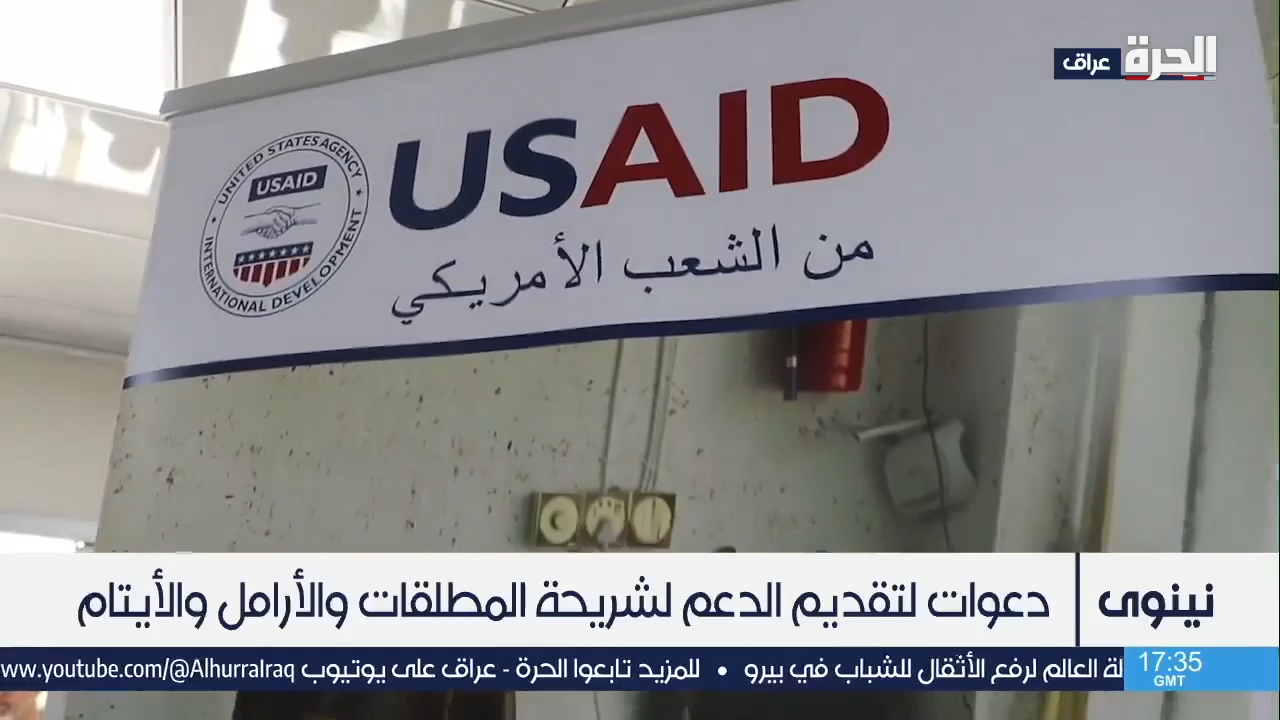 الحرة
عراق
UNITED STATES AGENCY
USAID
INTERNATIONAL DEVELOPMENT
USAID
من الشعب الأمريكي
نينوى
دعوات لتقديم الدعم لشريحة المطلقات والأرامل والأيتام
17:35
GMT
لة العالم لرفع الأثقال للشباب في بيرو • للمزيد تابعوا الحرة - عراق على يوتيوب www.youtube.com/@AlhurraIraq